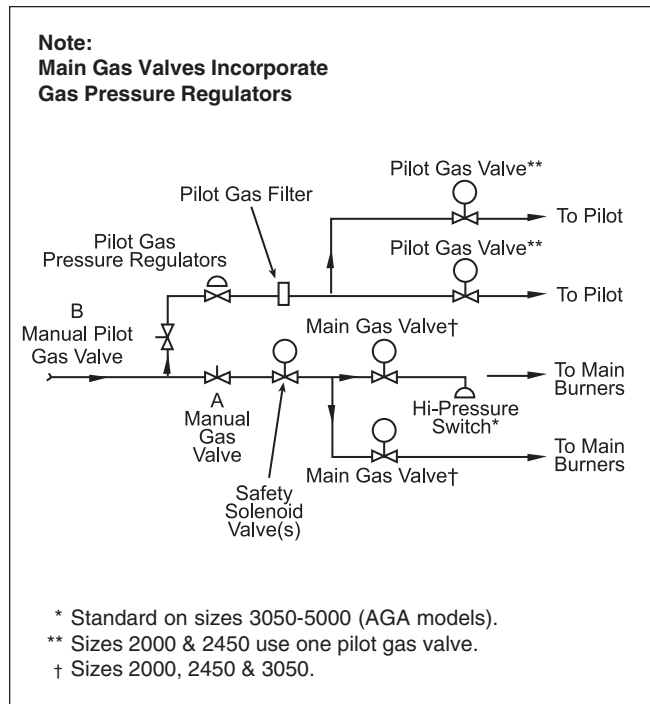 Note:
Main Gas Valves Incorporate
Gas Pressure Regulators
Pilot Gas Valve**
Pilot Gas Filter
To Pilot
Pilot Gas
Pressure Regulators
Pilot Gas Valve**
To Pilot
B
Manual Pilot
Gas Valve
Main Gas Valve†
To Main
Burners
A
Manual
Gas
Valve
Hi-Pressure
Switch*
To Main
Burners
Main Gas Valve†
Safety
Solenoid
Valve(s)
* Standard on sizes 3050-5000 (AGA models).
** Sizes 2000 & 2450 use one pilot gas valve.
† Sizes 2000, 2450 & 3050.